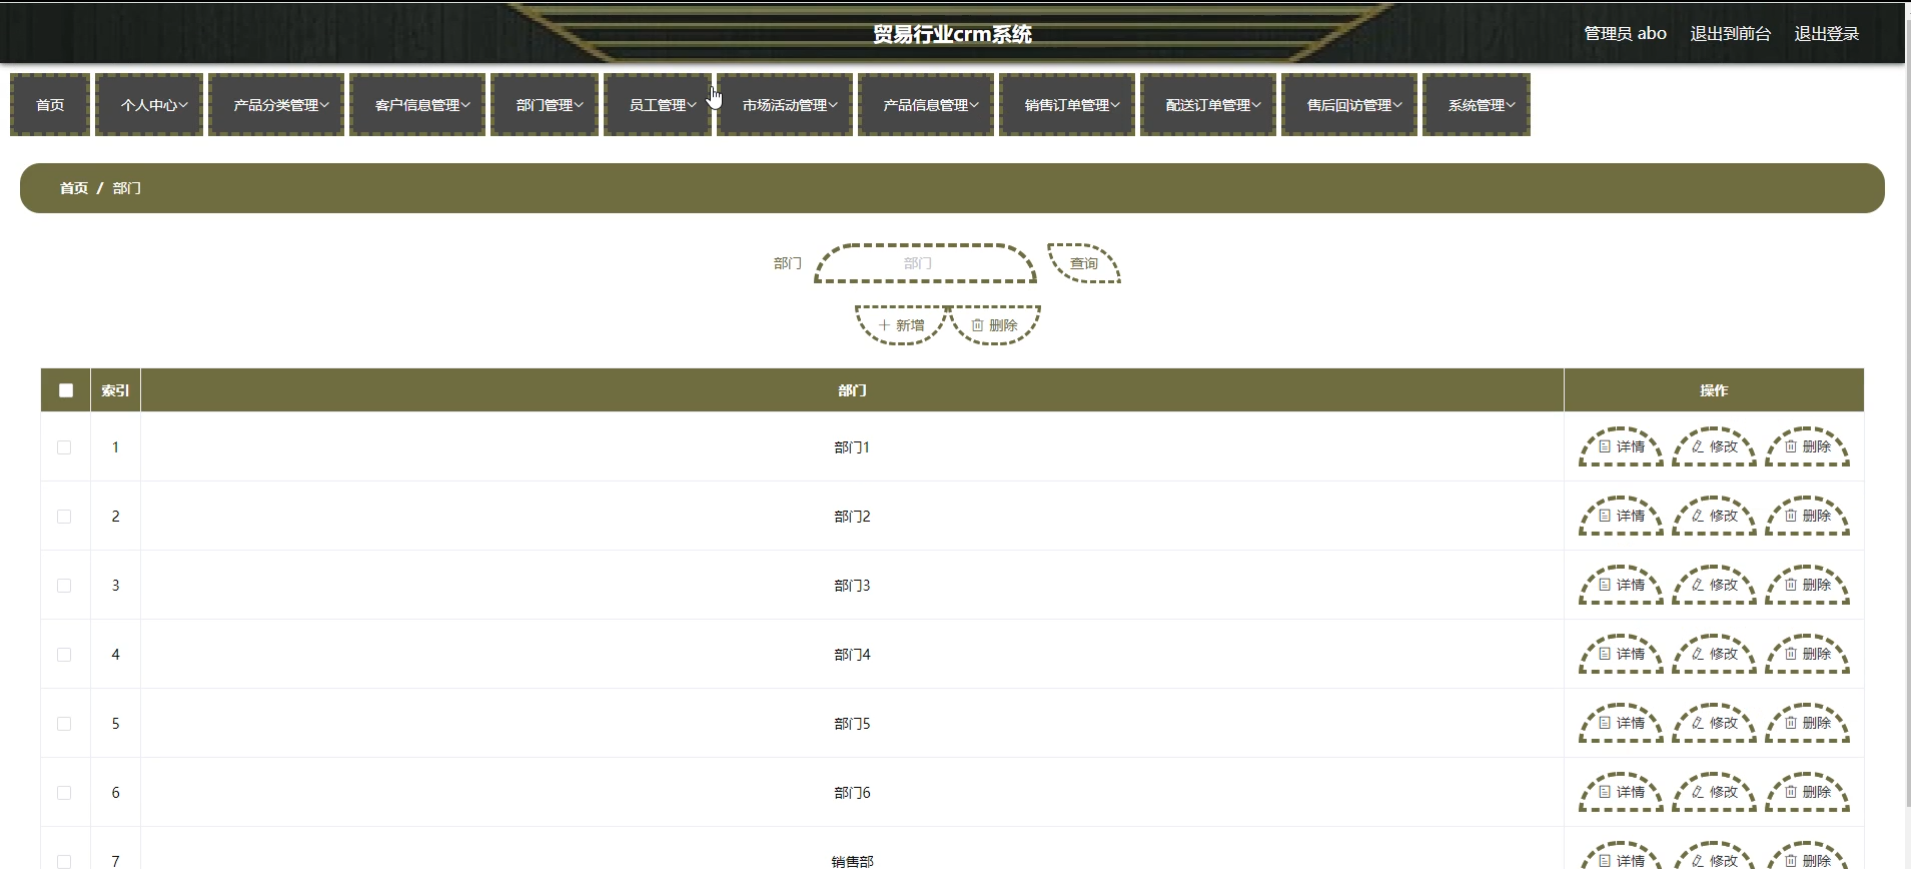 贸易行业crm系统
管理员 abo 退出到前台 退出登录
首页 个人中心 产品分类管理 客户信息管理 部门管理 员工管理 市场活动管理 产品信息管理 销售订单管理 配送订单管理 售后回访管理 系统管理
首页 / 部门
部门 部门 查询
新增 删除
索引 部门 操作
1 部门1 详情 修改 删除
2 部门2 详情 修改 删除
3 部门3 详情 修改 删除
4 部门4 详情 修改 删除
5 部门5 详情 修改 删除
6 部门6 详情 修改 删除
7 销售部 详情 修改 删除